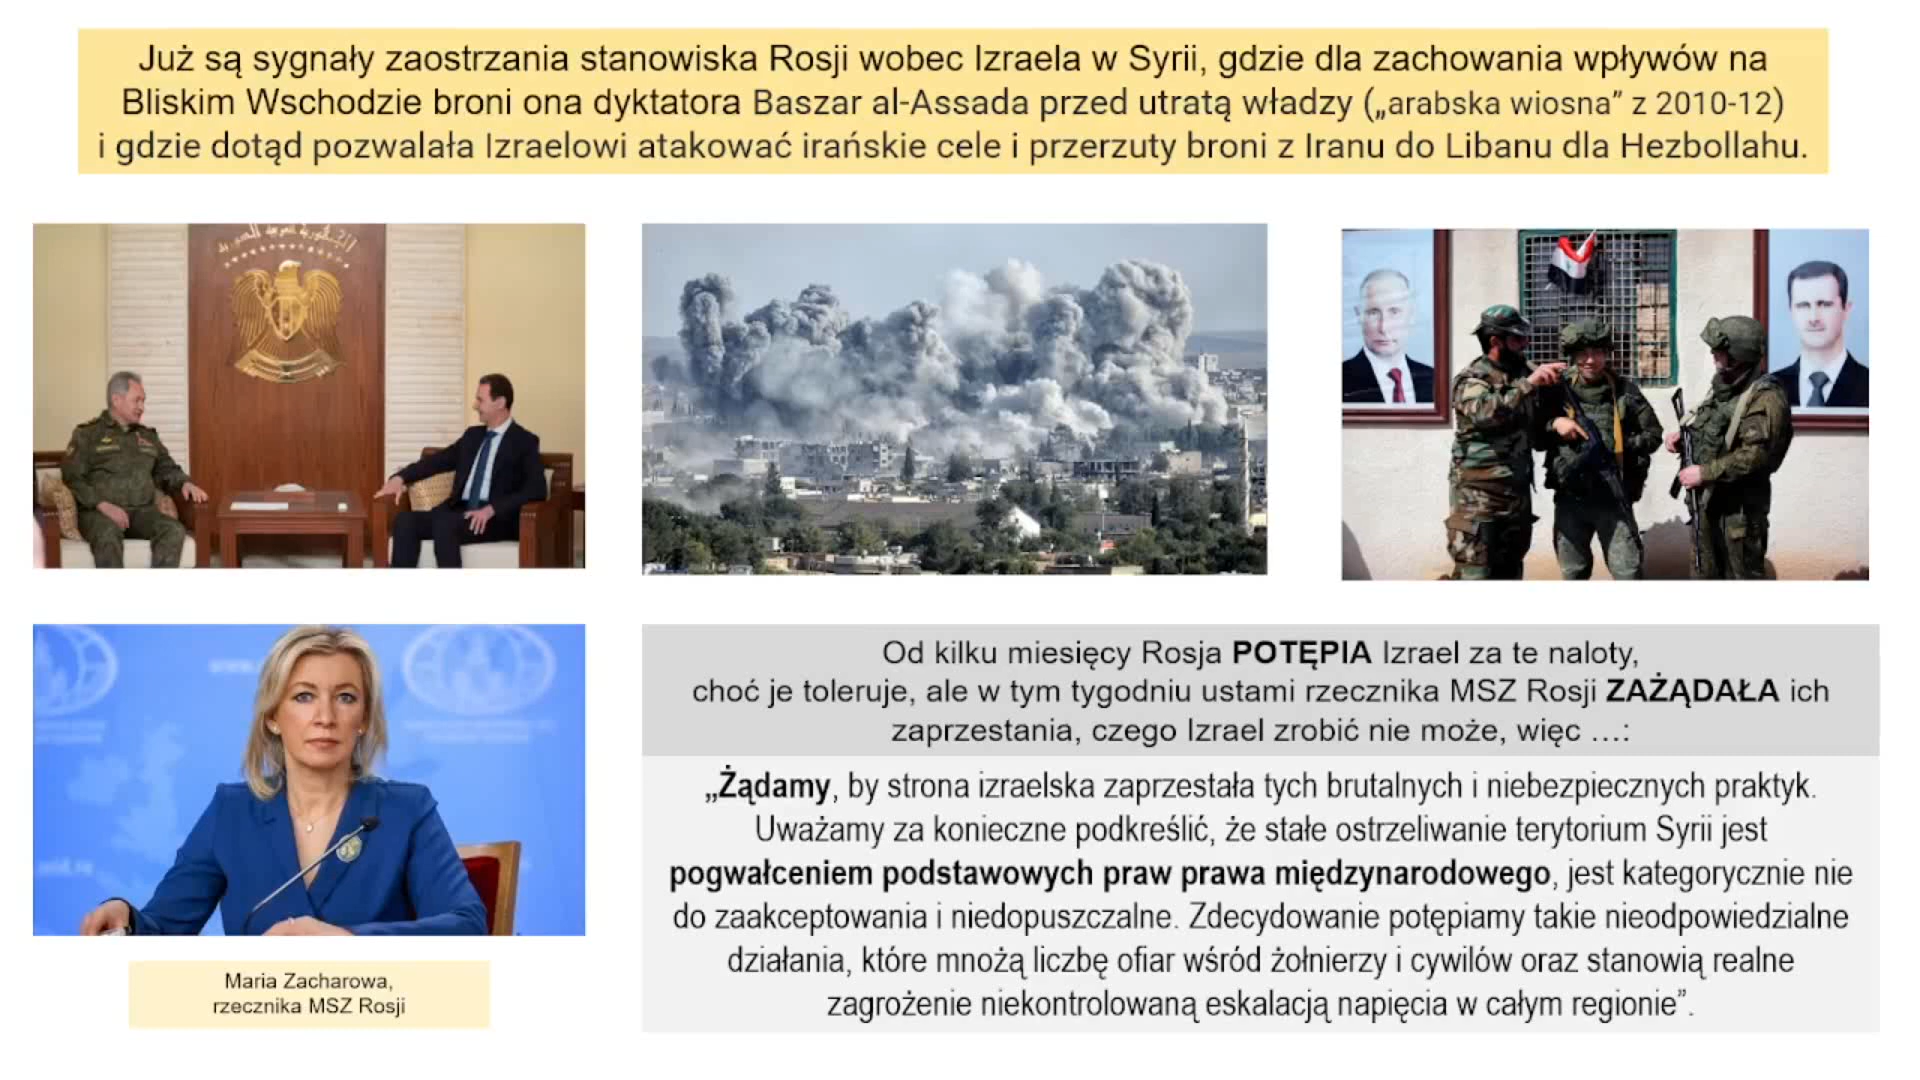 Już są sygnały zaostrzania stanowiska Rosji wobec Izraela w Syrii, gdzie dla zachowania wpływów na
Bliskim Wschodzie broni ona dyktatora Baszar al-Assada przed utratą władzy („arabska wiosna” z 2010-12)
i gdzie dotąd pozwalała Izraelowi atakować irańskie cele i przerzuty broni z Iranu do Libanu dla Hezbollahu.
Od kilku miesięcy Rosja POTĘPIA Izrael za te naloty,
choć je toleruje, ale w tym tygodniu ustami rzecznika MSZ Rosji ZAŻĄDAŁA ich
zaprzestania, czego Izrael zrobić nie może, więc …:
„Żądamy, by strona izraelska zaprzestała tych brutalnych i niebezpiecznych praktyk.
Uważamy za konieczne podkreślić, że stałe ostrzeliwanie terytorium Syrii jest
pogwałceniem podstawowych praw prawa międzynarodowego, jest kategorycznie nie
do zaakceptowania i niedopuszczalne. Zdecydowanie potępiamy takie nieodpowiedzialne
działania, które mnożą liczbę ofiar wśród żołnierzy i cywilów oraz stanowią realne
zagrożenie niekontrolowaną eskalacją napięcia w całym regionie”.
Maria Zacharowa,
rzecznika MSZ Rosji